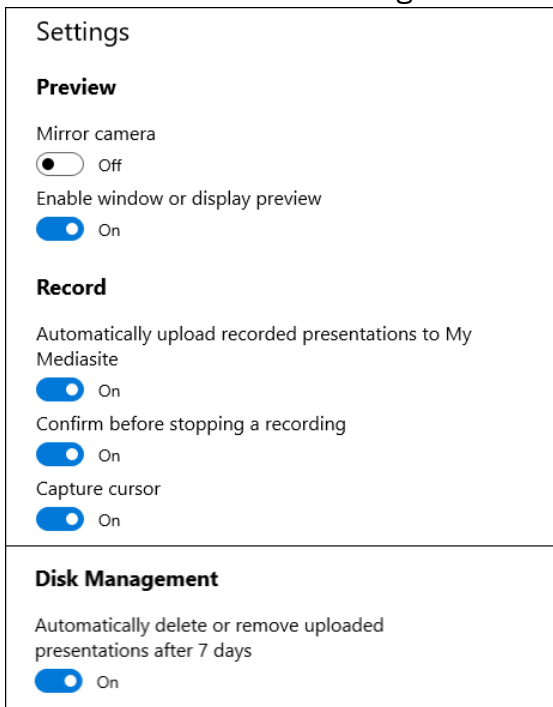 Settings
Preview
Mirror camera
Off
Enable window or display preview
On
Record
Automatically upload recorded presentations to My
Mediasite
On
Confirm before stopping a recording
On
Capture cursor
On
Disk Management
Automatically delete or remove uploaded
presentations after 7 days
On